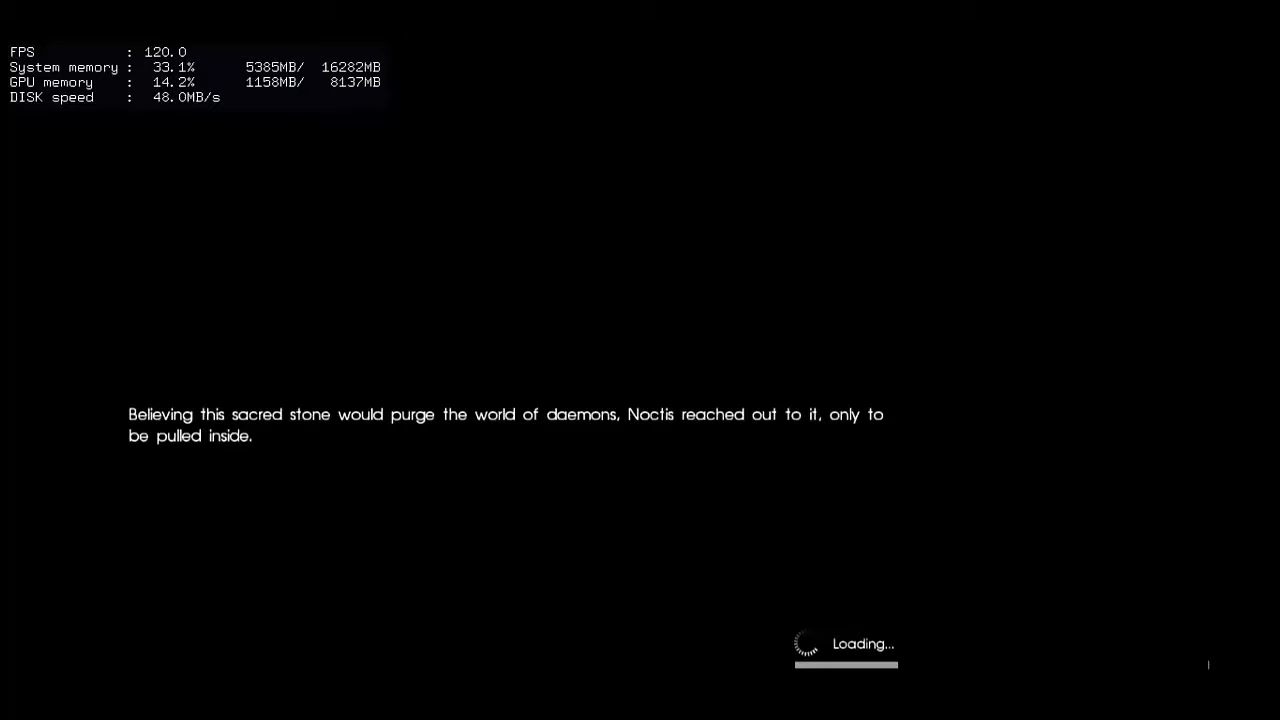 FPS : 120.0
System memory : 33.1% 5385MB/ 16282MB
GPU memory : 14.2% 1158MB/ 8137MB
DISK speed : 48.0MB/s
Believing this sacred stone would purge the world of daemons, Noctis reached out to it, only to
be pulled inside.
Loading...